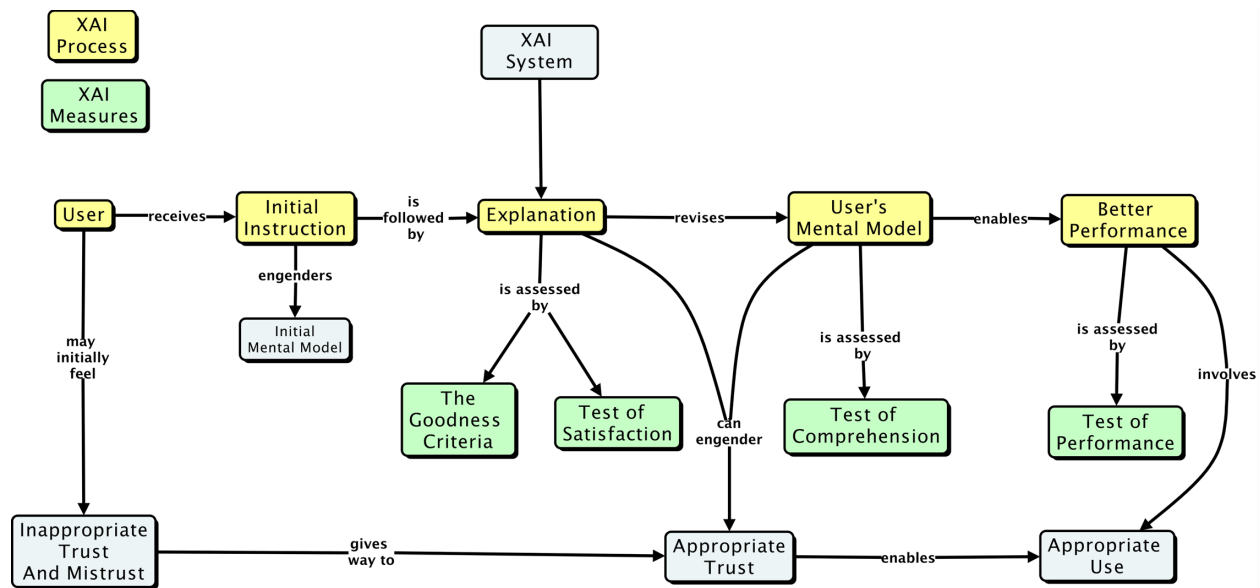 XAI
Process
XAI
Measures
XAI
System
User
receives
Initial
Instruction
is
followed
by
Explanation
revises
User's
Mental Model
enables
Better
Performance
engenders
Initial
Mental Model
may
initially
feel
is assessed
by
is assessed
by
is assessed
by
involves
The
Goodness
Criteria
Test of
Satisfaction
can
engender
Test of
Comprehension
Test of
Performance
Inappropriate
Trust
And Mistrust
gives
way to
Appropriate
Trust
enables
Appropriate
Use